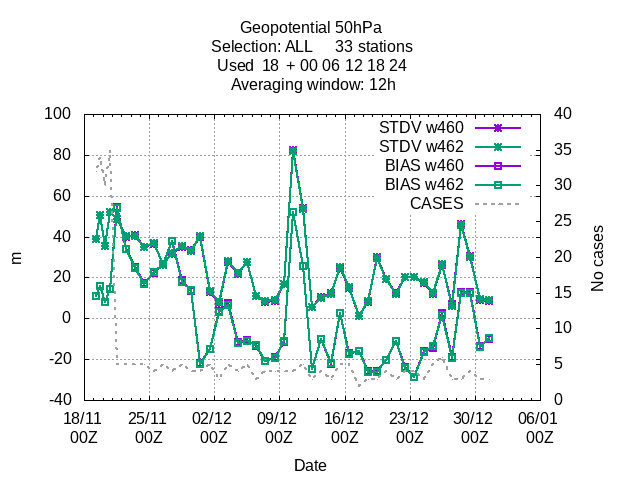 Geopotential 50hPa
Selection: ALL 33 stations
Used 18 + 00 06 12 18 24
Averaging window: 12h
100 40
STDV w460
STDV w462
BIAS w460
BIAS w462
CASES
80 35
60 30
40 25
20 20
0 15
-20 10
-40 5
0
m
No cases
18/11 25/11 02/12 09/12 16/12 23/12 30/12 06/01
00Z 00Z 00Z 00Z 00Z 00Z 00Z 00Z
Date